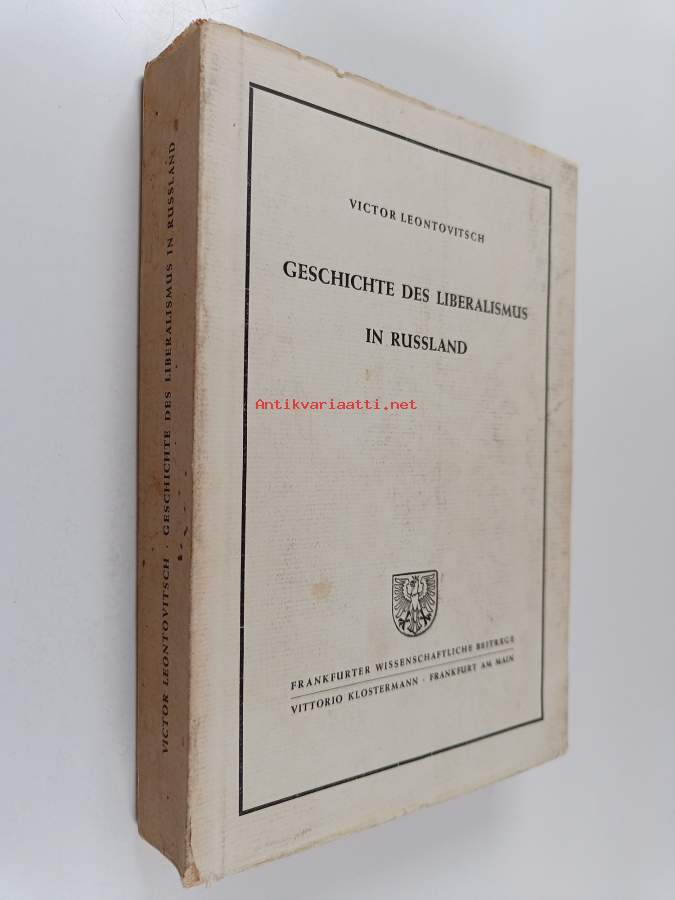 VICTOR LEONTOVITSCH · GESCHICHTE DES LIBERALISMUS IN RUSSLAND
VICTOR LEONTOVITSCH
GESCHICHTE DES LIBERALISMUS
IN RUSSLAND
Antikvariaatti.net
FRANKFURTER WISSENSCHAFTLICHE BEITRÄGE
VITTORIO KLOSTERMANN · FRANKFURT AM MAIN